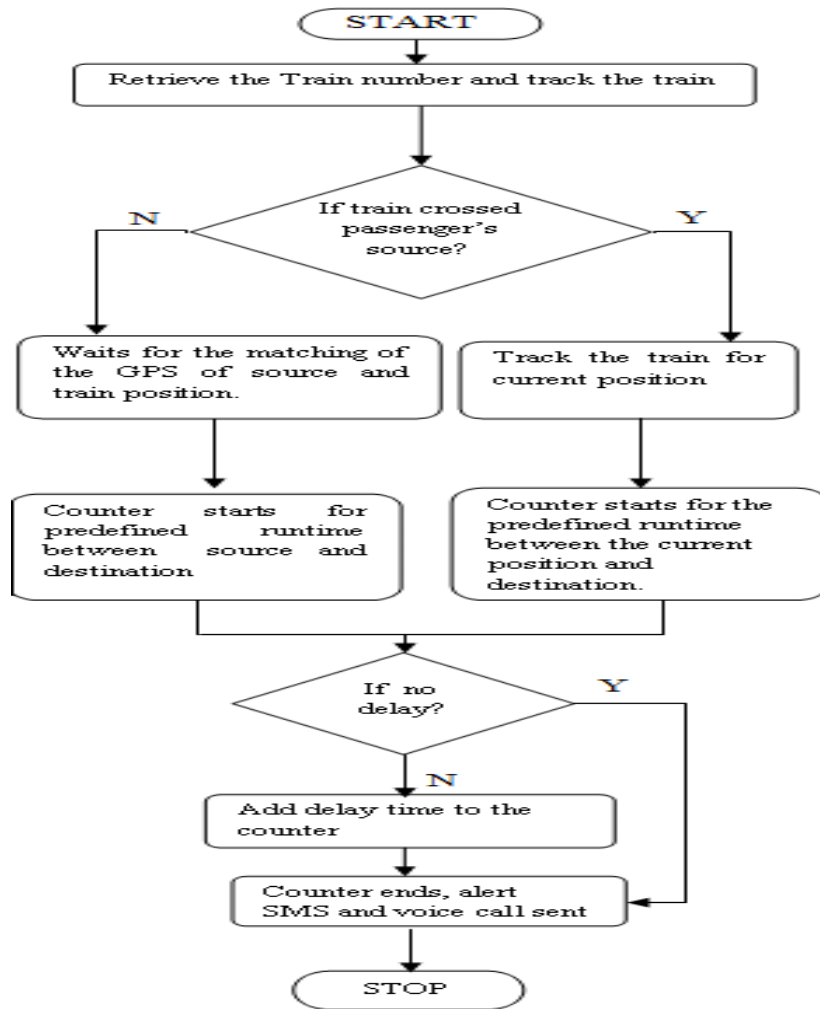 START
Retrieve the Train number and track the train
If train crossed
passenger's
source?
N
Y
Waits for the matching of
the GPS of source and
train position.
Track the train for
current position
Counter starts for
predefined runtime
between source and
destination
Counter starts for the
predefined runtime
between the current
position and
destination.
If no
delay?
Y
N
Add delay time to the
counter
Counter ends, alert
SMS and voice call sent
STOP